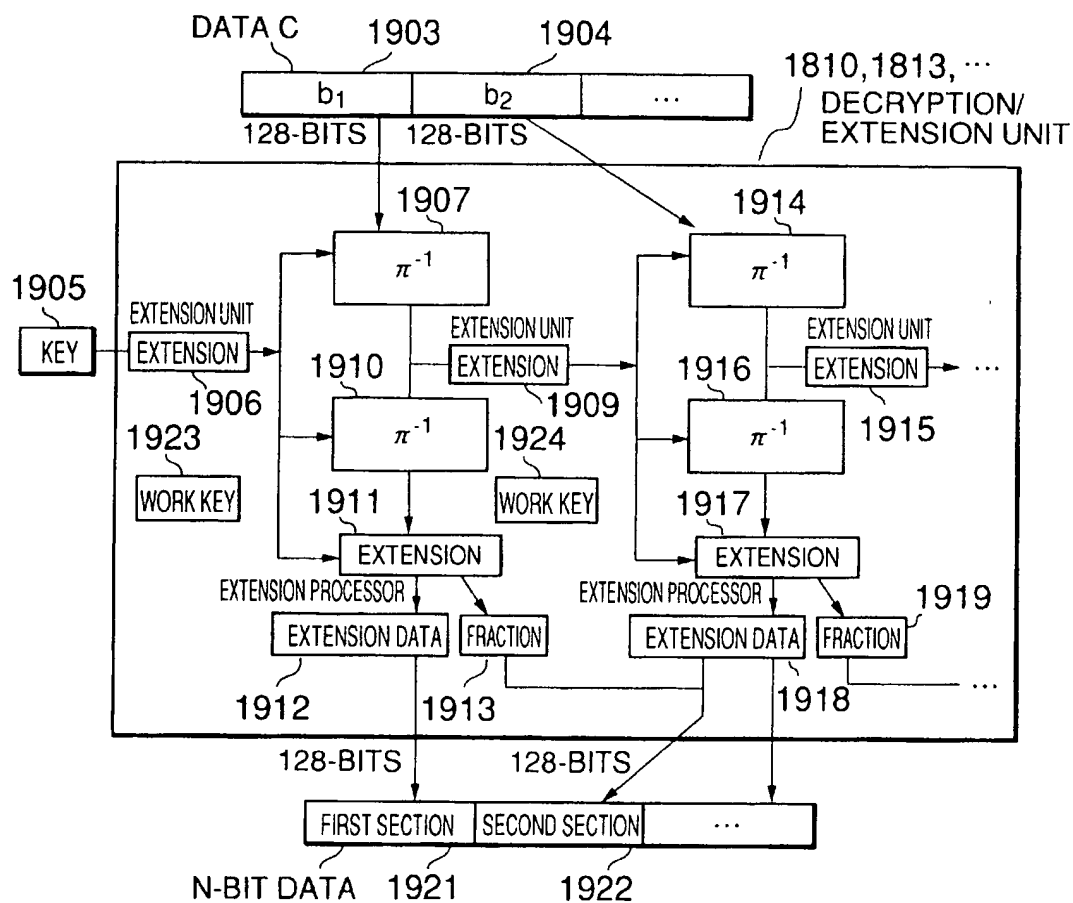 DATA C 1903 1904
b1 b2 ...
128-BITS 128-BITS
1810, 1813, ...
DECRYPTION/
EXTENSION UNIT
1907 1914
π-1 π-1
1905
KEY
EXTENSION UNIT
EXTENSION
1906
EXTENSION UNIT
EXTENSION
1909
EXTENSION UNIT
EXTENSION
1915
...
...
1910 1916
π-1 π-1
1923
WORK KEY
1924
WORK KEY
1911 1917
EXTENSION EXTENSION
EXTENSION PROCESSOR EXTENSION PROCESSOR
EXTENSION DATA FRACTION EXTENSION DATA FRACTION
1919
1912 1913 1918
...
128-BITS 128-BITS
FIRST SECTION SECOND SECTION ...
N-BIT DATA 1921 1922